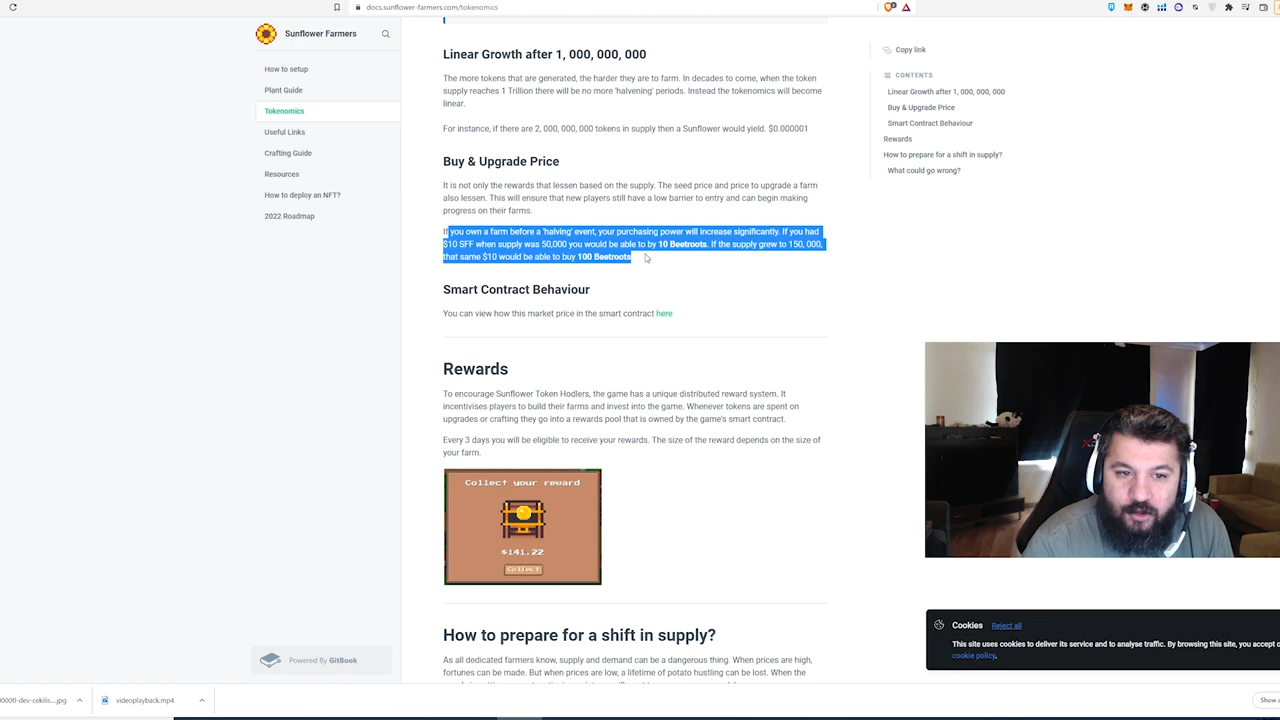 docs.sunflower-farmers.com/tokenomics
Sunflower Farmers
How to setup
Plant Guide
Tokenomics
Useful Links
Crafting Guide
Resources
How to deploy an NFT?
2022 Roadmap
Powered By GitBook
Linear Growth after 1, 000, 000, 000
The more tokens that are generated, the harder they are to farm. In decades to come, when the token
supply reaches 1 Trillion there will be no more 'halvening' periods. Instead the tokenomics will become
linear.
For instance, if there are 2, 000, 000, 000 tokens in supply then a Sunflower would yield. $0.000001
Buy & Upgrade Price
It is not only the rewards that lessen based on the supply. The seed price and price to upgrade a farm
also lessen. This will ensure that new players still have a low barrier to entry and can begin making
progress on their farms.
If you own a farm before a 'halving' event, your purchasing power will increase significantly. If you had
$10 SFF when supply was 50,000 you would be able to by 10 Beetroots. If the supply grew to 150, 000,
that same $10 would be able to buy 100 Beetroots
Smart Contract Behaviour
You can view how this market price in the smart contract here
Rewards
To encourage Sunflower Token Hodlers, the game has a unique distributed reward system. It
incentivises players to build their farms and invest into the game. Whenever tokens are spent on
upgrades or crafting they go into a rewards pool that is owned by the game's smart contract.
Every 3 days you will be eligible to receive your rewards. The size of the reward depends on the size of
your farm.
Collect your reward
$141.22
Collect
How to prepare for a shift in supply?
As all dedicated farmers know, supply and demand can be a dangerous thing. When prices are high,
fortunes can be made. But when prices are low, a lifetime of potato hustling can be lost. When the
Copy link
CONTENTS
Linear Growth after 1, 000, 000, 000
Buy & Upgrade Price
Smart Contract Behaviour
Rewards
How to prepare for a shift in supply?
What could go wrong?
Cookies Reject all
This site uses cookies to deliver its service and to analyse traffic. By browsing this site, you accept
cookie policy.
0000tl-dev-cekilis....jpg
videoplayback.mp4
Show